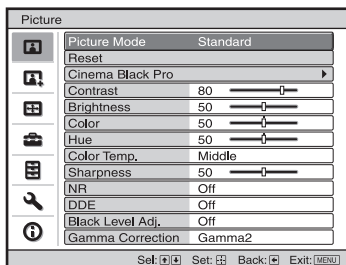 Picture
Picture Mode Standard
Reset
Cinema Black Pro
Contrast 80
Brightness 50
Color 50
Hue 50
Color Temp. Middle
Sharpness 50
NR Off
DDE Off
Black Level Adj. Off
Gamma Correction Gamma2
Sel: Set: Back: Exit: MENU